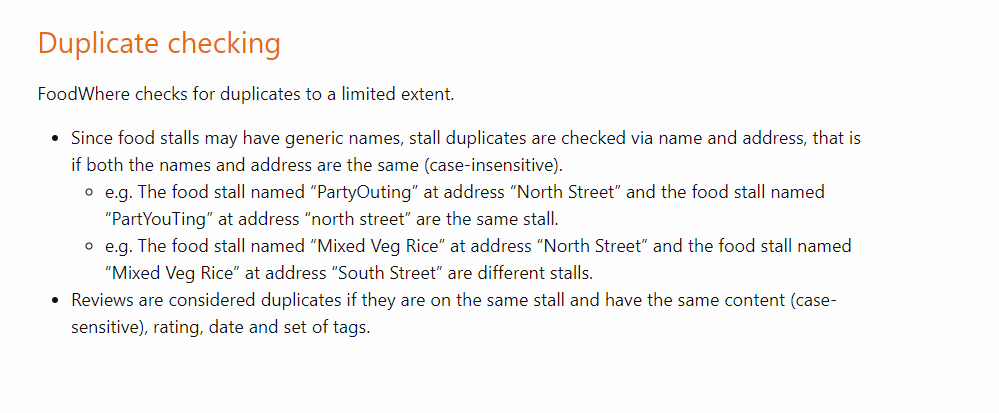 Duplicate checking
FoodWhere checks for duplicates to a limited extent.
• Since food stalls may have generic names, stall duplicates are checked via name and address, that is
if both the names and address are the same (case-insensitive).
◦ e.g. The food stall named “PartyOuting” at address “North Street” and the food stall named
“PartYouTing” at address “north street” are the same stall.
◦ e.g. The food stall named “Mixed Veg Rice” at address “North Street” and the food stall named
“Mixed Veg Rice” at address “South Street” are different stalls.
• Reviews are considered duplicates if they are on the same stall and have the same content (case-
sensitive), rating, date and set of tags.